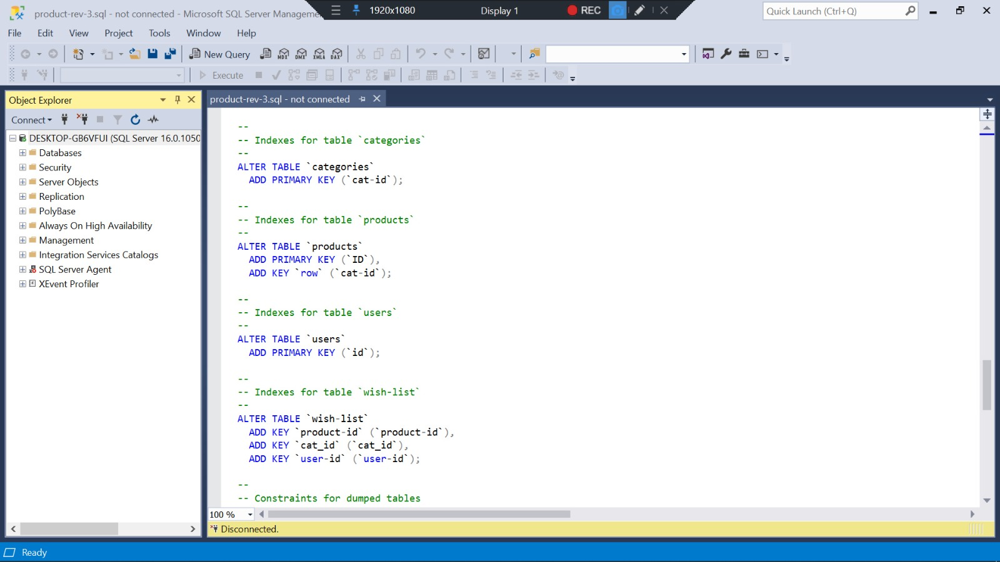 product-rev-3.sql - not connected - Microsoft SQL Server Manageme
1920x1080
Display 1
REC
Quick Launch (Ctrl+Q)
File Edit View Project Tools Window Help
New Query
MDX DMX XMLA DAX
Execute
Object Explorer
product-rev-3.sql - not connected
Connect
DESKTOP-GB6VFUI (SQL Server 16.0.1050
Databases
Security
Server Objects
Replication
PolyBase
Always On High Availability
Management
Integration Services Catalogs
SQL Server Agent
XEvent Profiler
--
-- Indexes for table `categories`
--
ALTER TABLE `categories`
ADD PRIMARY KEY (`cat-id`);
--
-- Indexes for table `products`
--
ALTER TABLE `products`
ADD PRIMARY KEY (`ID`),
ADD KEY `row` (`cat-id`);
--
-- Indexes for table `users`
--
ALTER TABLE `users`
ADD PRIMARY KEY (`id`);
--
-- Indexes for table `wish-list`
--
ALTER TABLE `wish-list`
ADD KEY `product-id` (`product-id`),
ADD KEY `cat_id` (`cat_id`),
ADD KEY `user-id` (`user-id`);
--
-- Constraints for dumped tables
100 %
Disconnected.
Ready